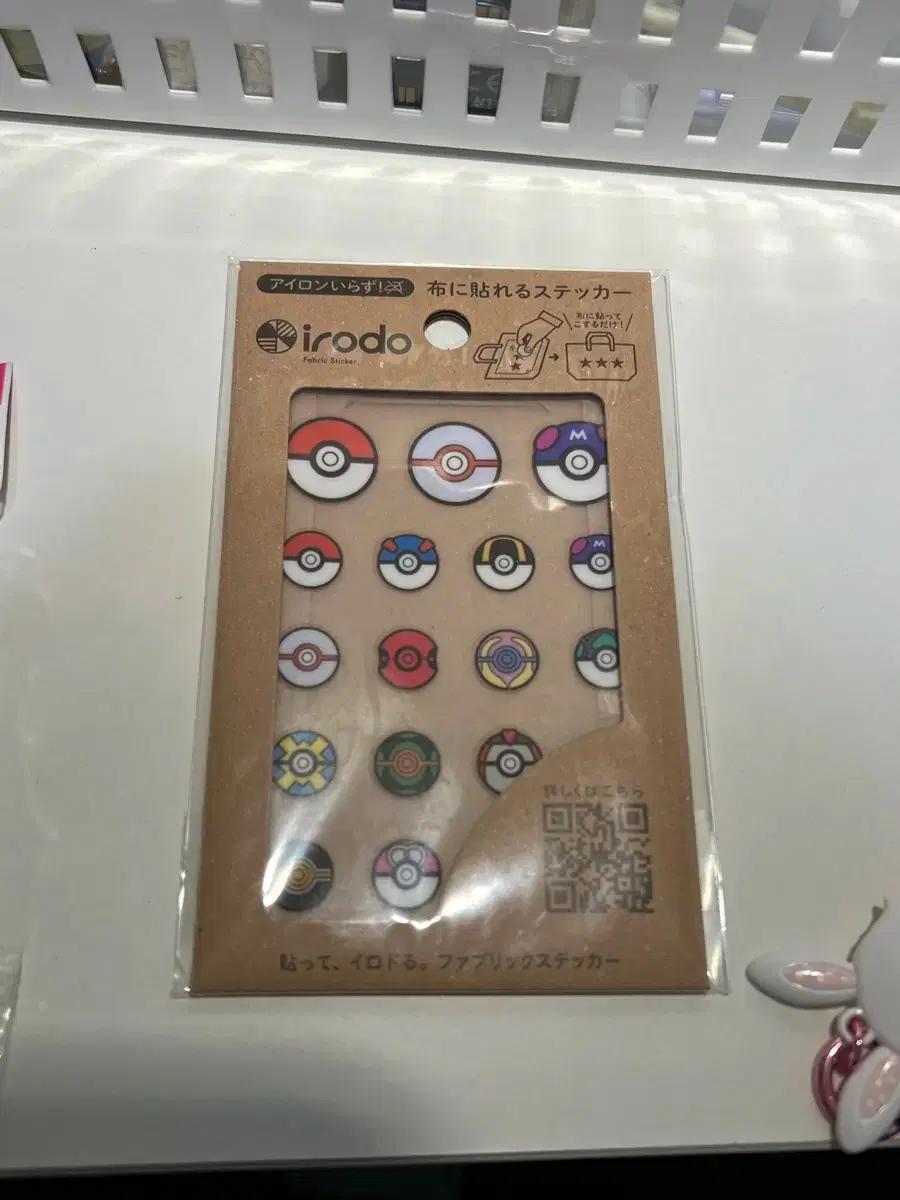 アイロンいらず!
布に貼れるステッカー
irodo
Fabric Sticker
布に貼って
こするだけ!
M
M
詳しくはこちら
貼って、イロドる。ファブリックステッカー